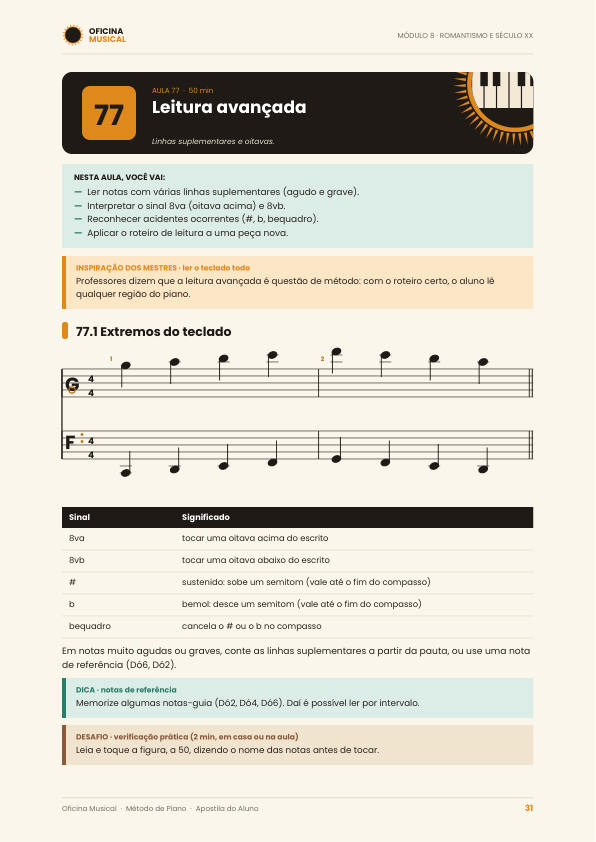 OFICINA
MUSICAL
MÓDULO 8 · ROMANTISMO E SÉCULO XX
77
AULA 77 · 50 min
Leitura avançada
Linhas suplementares e oitavas.
NESTA AULA, VOCÊ VAI:
— Ler notas com várias linhas suplementares (agudo e grave).
— Interpretar o sinal 8va (oitava acima) e 8vb.
— Reconhecer acidentes ocorrentes (#, b, bequadro).
— Aplicar o roteiro de leitura a uma peça nova.
INSPIRAÇÃO DOS MESTRES · ler o teclado todo
Professores dizem que a leitura avançada é questão de método: com o roteiro certo, o aluno lê
qualquer região do piano.
77.1 Extremos do teclado
1
2
G 4
4
F 4
4
Sinal Significado
8va tocar uma oitava acima do escrito
8vb tocar uma oitava abaixo do escrito
# sustenido: sobe um semitom (vale até o fim do compasso)
b bemol: desce um semitom (vale até o fim do compasso)
bequadro cancela o # ou o b no compasso
Em notas muito agudas ou graves, conte as linhas suplementares a partir da pauta, ou use uma nota
de referência (Dó6, Dó2).
DICA · notas de referência
Memorize algumas notas-guia (Dó2, Dó4, Dó6). Daí é possível ler por intervalo.
DESAFIO · verificação prática (2 min, em casa ou na aula)
Leia e toque a figura, a 50, dizendo o nome das notas antes de tocar.
Oficina Musical · Método de Piano · Apostila do Aluno
31